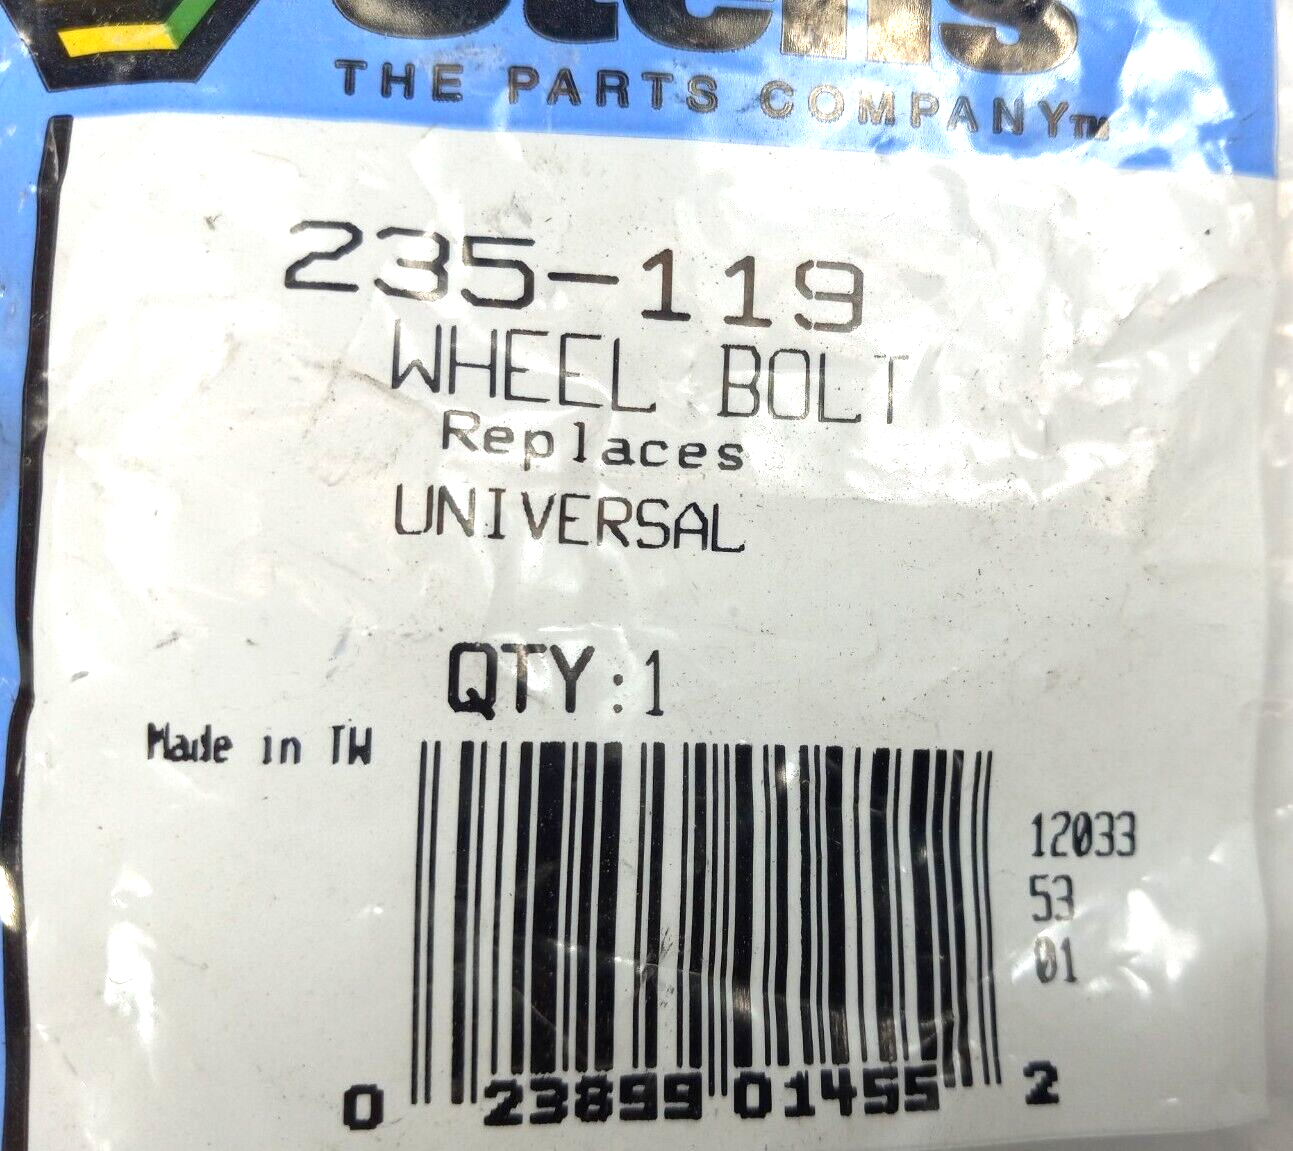 Stens
THE PARTS COMPANY™
235-119
WHEEL BOLT
Replaces
UNIVERSAL
QTY:1
Made in TW
12033
53
01
0 23899 01455 2